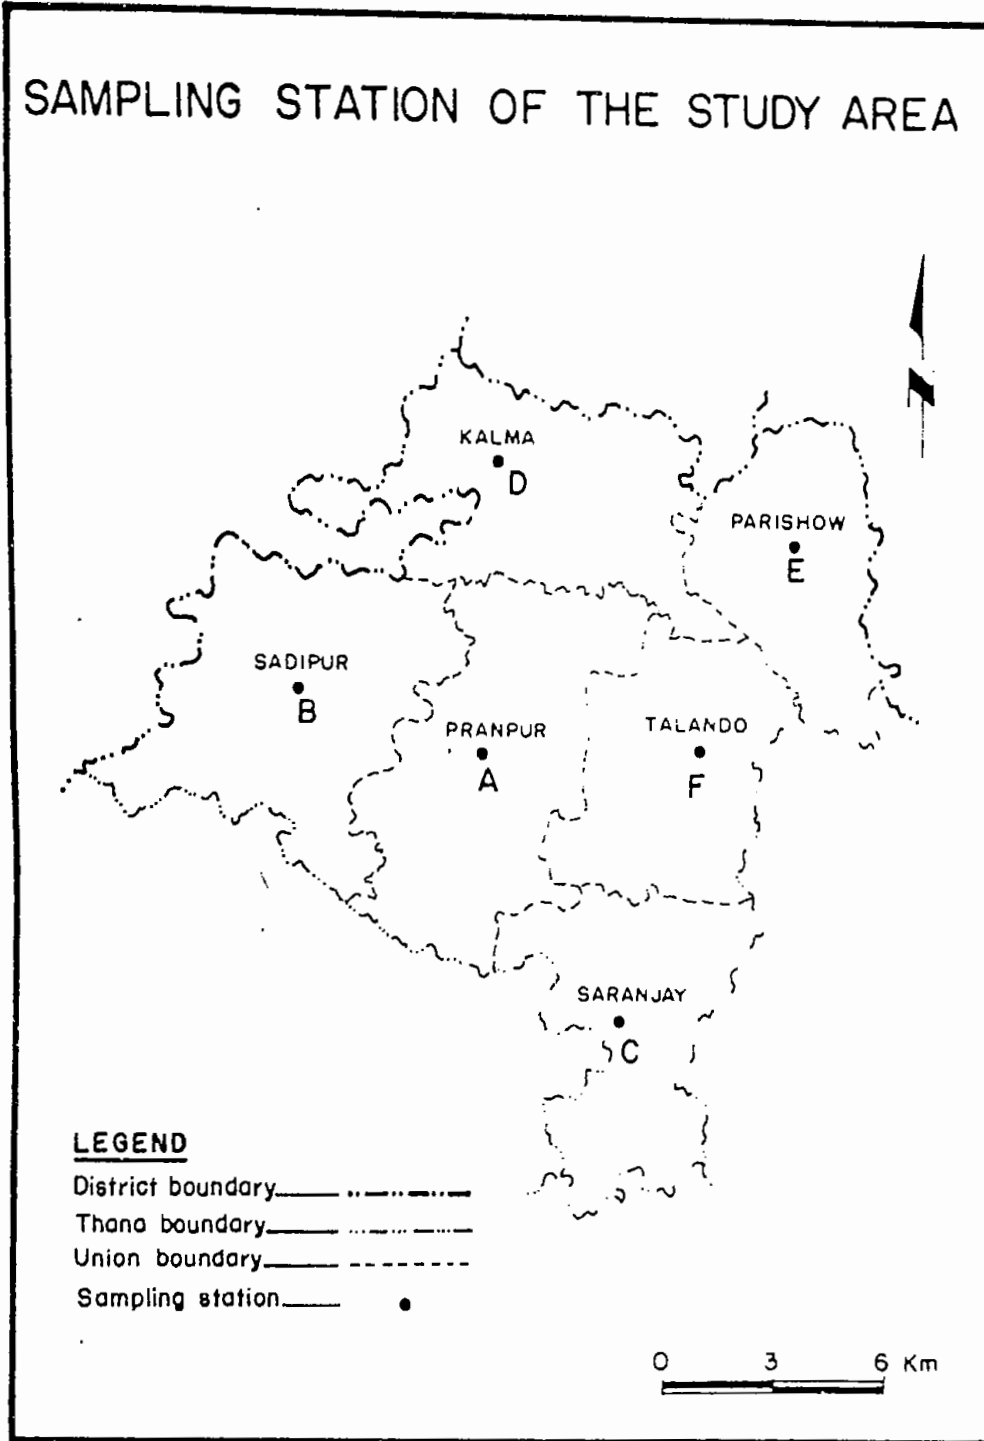 SAMPLING STATION OF THE STUDY AREA
N
KALMA
D
PARISHOW
E
SADIPUR
B
PRANPUR
A
TALANDO
F
SARANJAY
C
LEGEND
District boundary
Thana boundary
Union boundary
Sampling station
0 3 6 Km